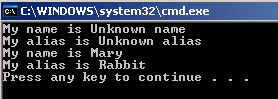 C:\WINDOWS\system32\cmd.exe
My name is Unknown name
My alias is Unknown alias
My name is Mary
My alias is Rabbit
Press any key to continue . . .